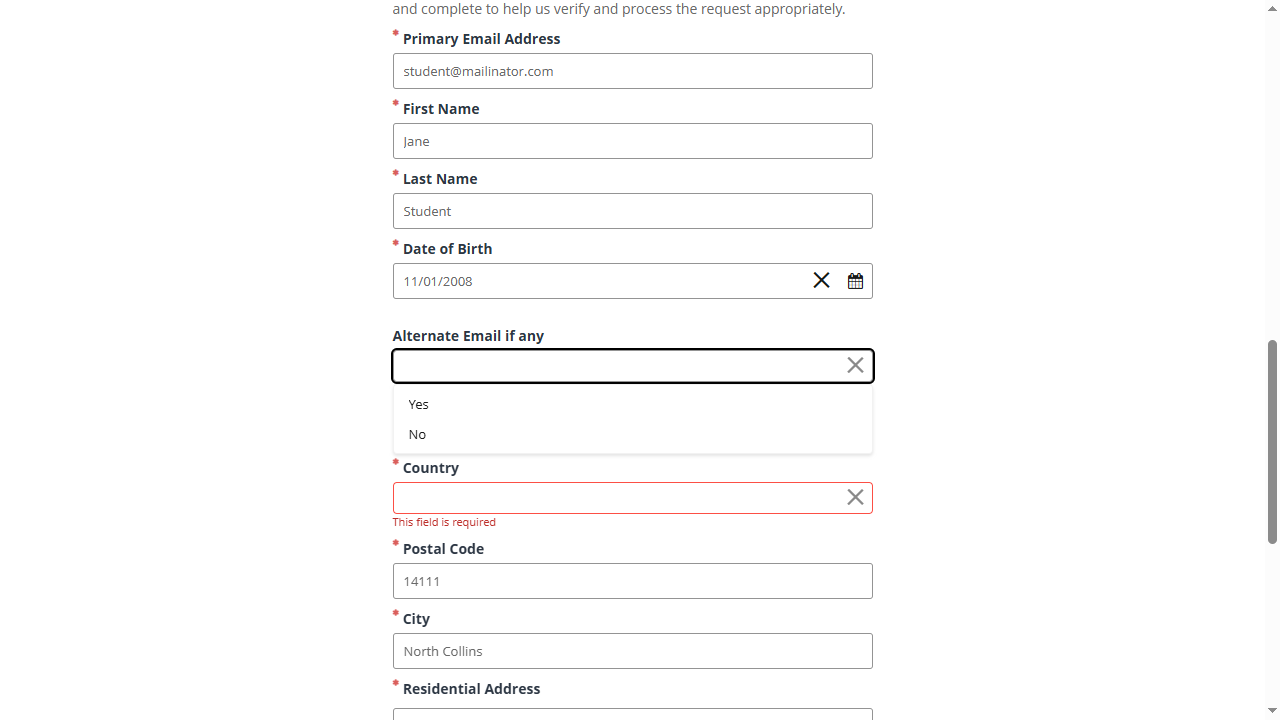 and complete to help us verify and process the request appropriately.
* Primary Email Address
student@mailinator.com
* First Name
Jane
* Last Name
Student
* Date of Birth
11/01/2008
Alternate Email if any
Yes
No
* Country
This field is required
* Postal Code
14111
* City
North Collins
* Residential Address